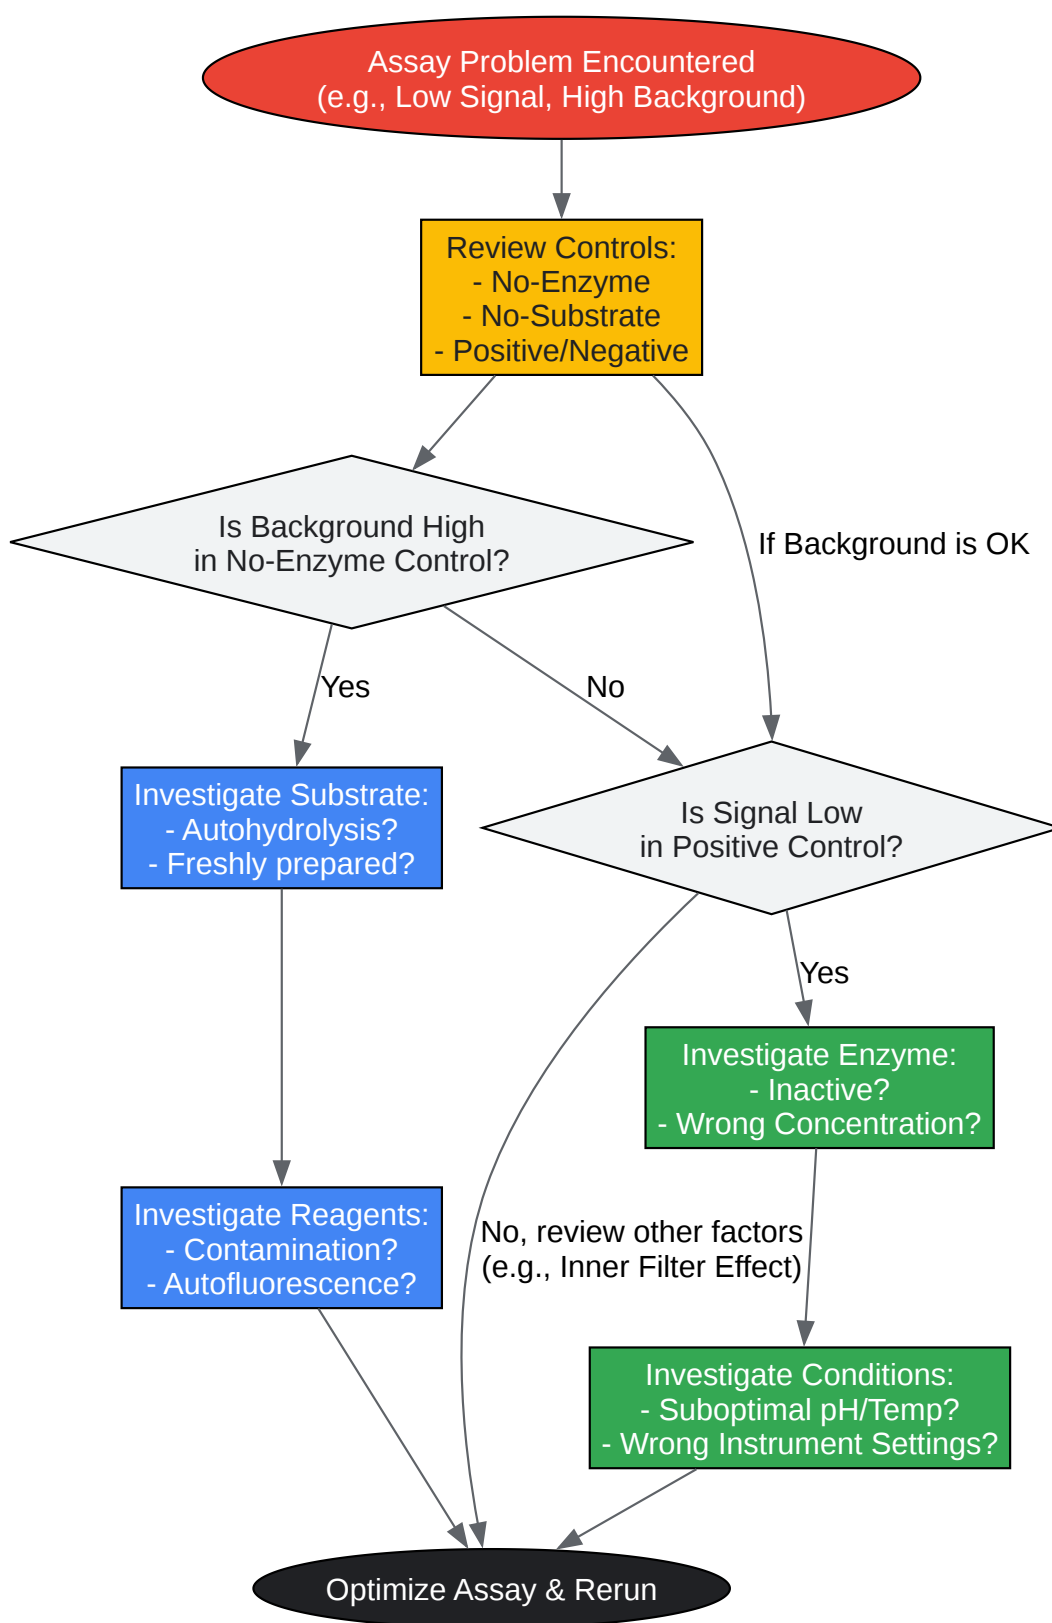 Assay Problem Encountered
(e.g., Low Signal, High Background)
Review Controls:
- No-Enzyme
- No-Substrate
- Positive/Negative
Is Background High
in No-Enzyme Control?
If Background is OK
Yes
No
Investigate Substrate:
- Autohydrolysis?
- Freshly prepared?
Is Signal Low
in Positive Control?
Yes
Investigate Enzyme:
- Inactive?
- Wrong Concentration?
Investigate Reagents:
- Contamination?
- Autofluorescence?
No, review other factors
(e.g., Inner Filter Effect)
Investigate Conditions:
- Suboptimal pH/Temp?
- Wrong Instrument Settings?
Optimize Assay & Rerun